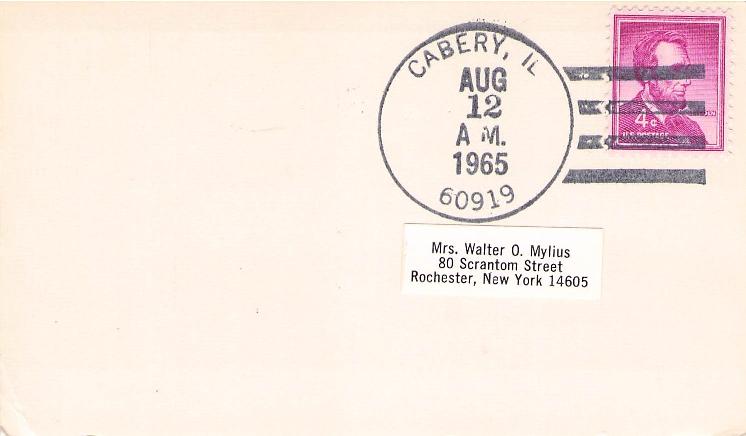 CABERY, IL
AUG
12
A M.
1965
60919
4¢
U.S. POSTAGE
Mrs. Walter O. Mylius
80 Scrantom Street
Rochester, New York 14605